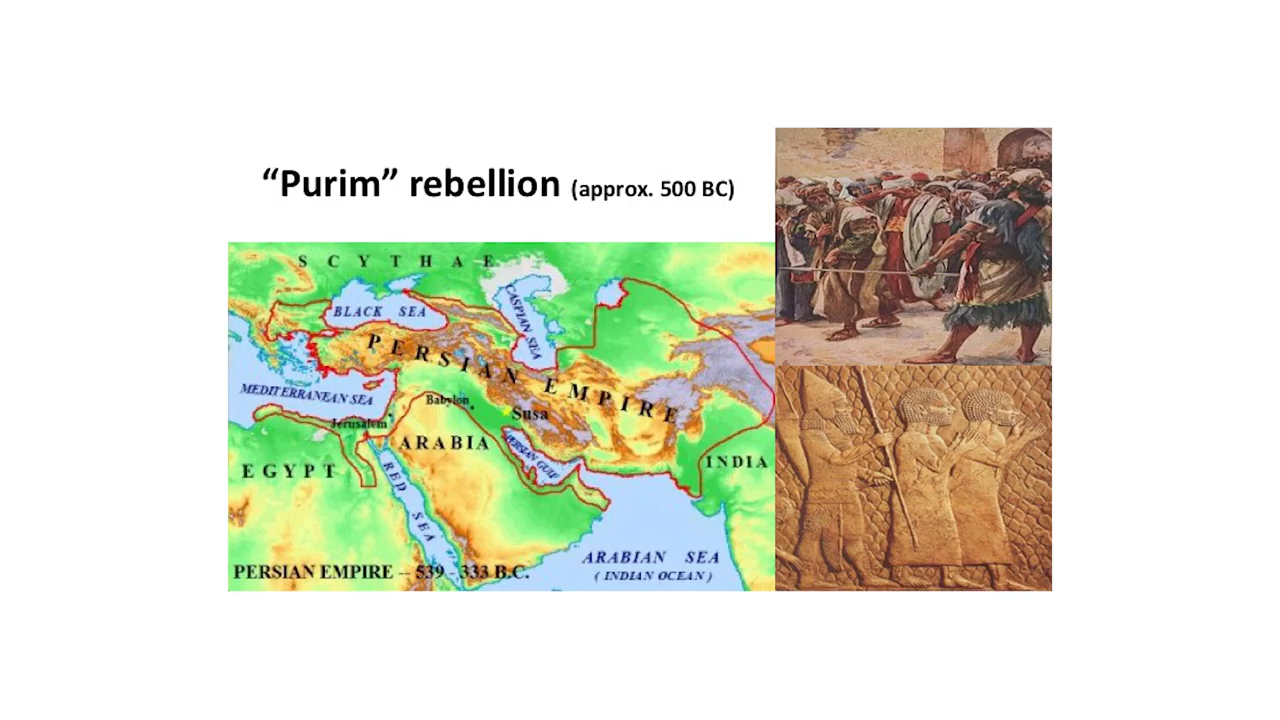 “Purim” rebellion (approx. 500 BC)
S C Y T H A E
BLACK SEA
CASPIAN SEA
PERSIAN EMPIRE
MEDITERRANEAN SEA
Babylon
Susa
Jerusalem
ARABIA
PERSIAN GULF
EGYPT
RED SEA
INDIA
ARABIAN SEA
( INDIAN OCEAN )
PERSIAN EMPIRE – 539 - 333 B.C.